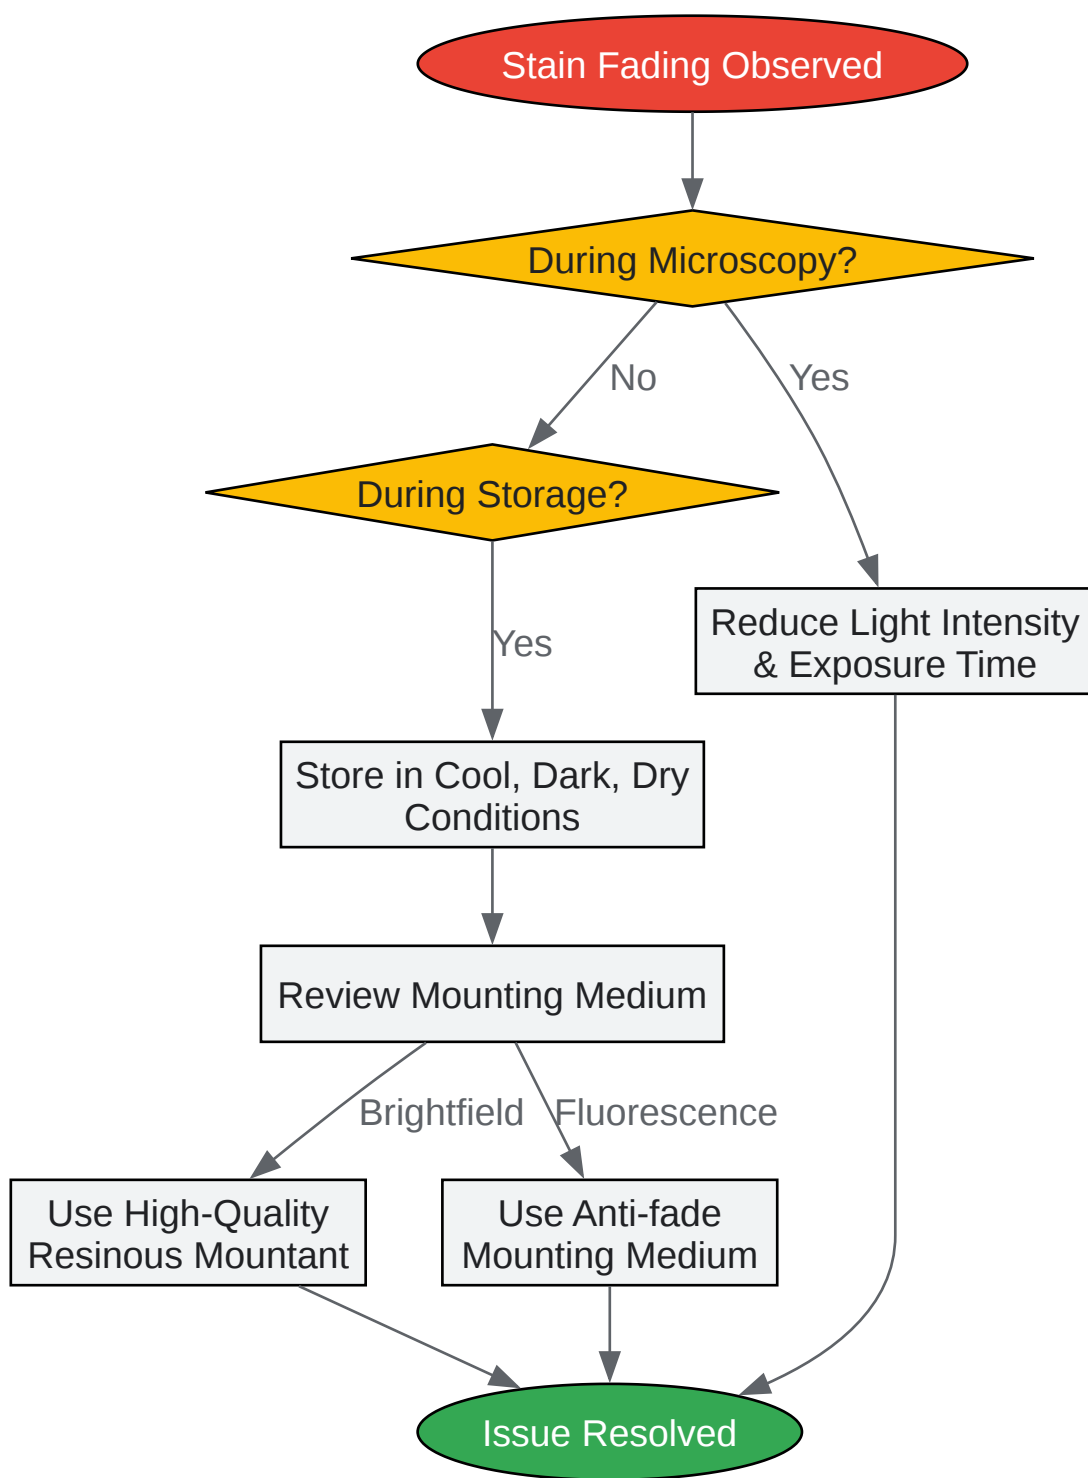 Stain Fading Observed
During Microscopy?
No
Yes
During Storage?
Yes
Reduce Light Intensity
& Exposure Time
Store in Cool, Dark, Dry
Conditions
Review Mounting Medium
Brightfield
Fluorescence
Use High-Quality
Resinous Mountant
Use Anti-fade
Mounting Medium
Issue Resolved